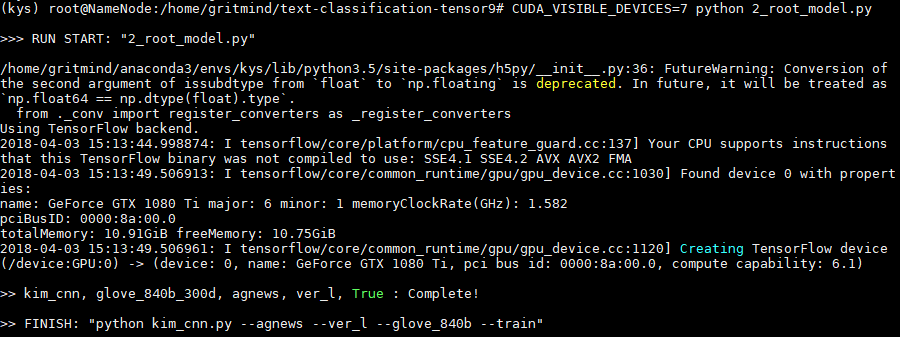 (kys) root@NameNode:/home/gritmind/text-classification-tensor9# CUDA_VISIBLE_DEVICES=7 python 2_root_model.py
>>> RUN START: "2_root_model.py"
/home/gritmind/anaconda3/envs/kys/lib/python3.5/site-packages/h5py/__init__.py:36: FutureWarning: Conversion of
the second argument of issubdtype from `float` to `np.floating` is deprecated. In future, it will be treated as
`np.float64 == np.dtype(float).type`.
  from ._conv import register_converters as _register_converters
Using TensorFlow backend.
2018-04-03 15:13:44.998874: I tensorflow/core/platform/cpu_feature_guard.cc:137] Your CPU supports instructions
that this TensorFlow binary was not compiled to use: SSE4.1 SSE4.2 AVX AVX2 FMA
2018-04-03 15:13:49.506913: I tensorflow/core/common_runtime/gpu/gpu_device.cc:1030] Found device 0 with propert
ies:
name: GeForce GTX 1080 Ti major: 6 minor: 1 memoryClockRate(GHz): 1.582
pciBusID: 0000:8a:00.0
totalMemory: 10.91GiB freeMemory: 10.75GiB
2018-04-03 15:13:49.506961: I tensorflow/core/common_runtime/gpu/gpu_device.cc:1120] Creating TensorFlow device
(/device:GPU:0) -> (device: 0, name: GeForce GTX 1080 Ti, pci bus id: 0000:8a:00.0, compute capability: 6.1)
>> kim_cnn, glove_840b_300d, agnews, ver_l, True : Complete!
>> FINISH: "python kim_cnn.py --agnews --ver_l --glove_840b --train"